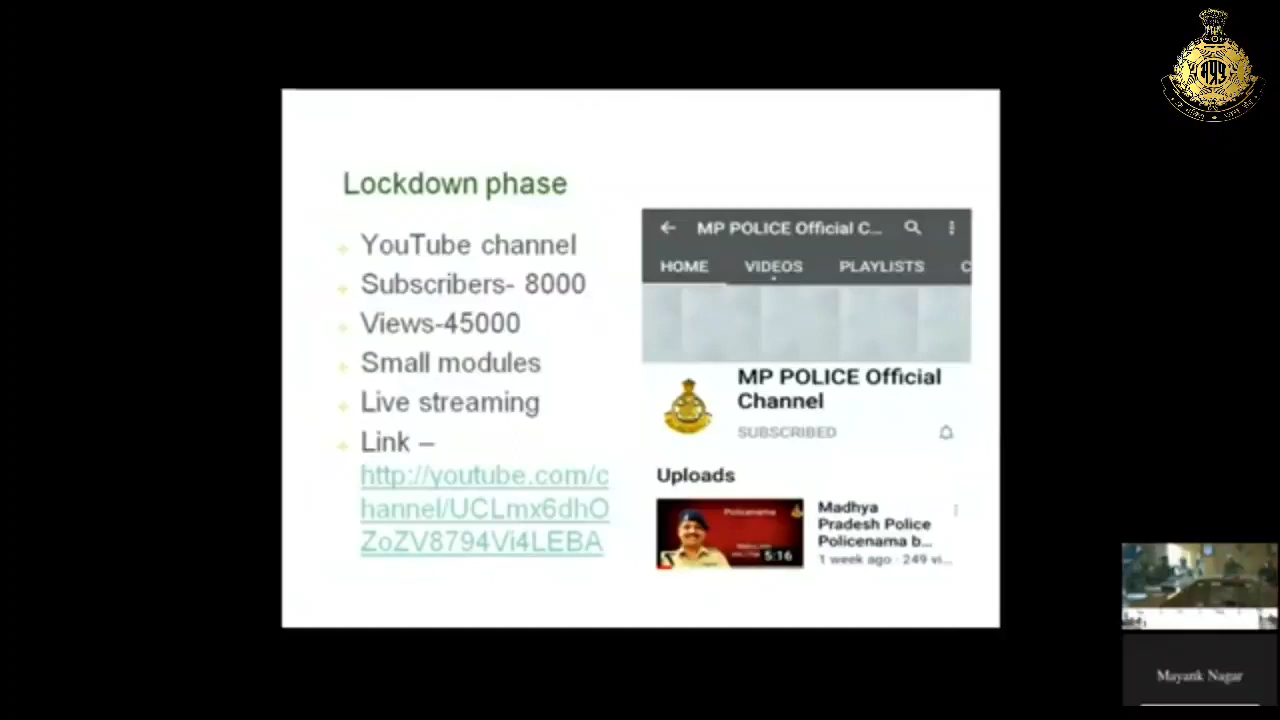 Lockdown phase
YouTube channel
Subscribers- 8000
Views-45000
Small modules
Live streaming
Link –
http://youtube.com/c
hannel/UCLmx6dhO
ZoZV8794Vi4LEBA
MP POLICE Official C...
HOME VIDEOS PLAYLISTS C
MP POLICE Official
Channel
SUBSCRIBED
Uploads
Policenama
5:16
Madhya
Pradesh Police
Policenama b...
1 week ago · 249 vi...
Mayank Nagar